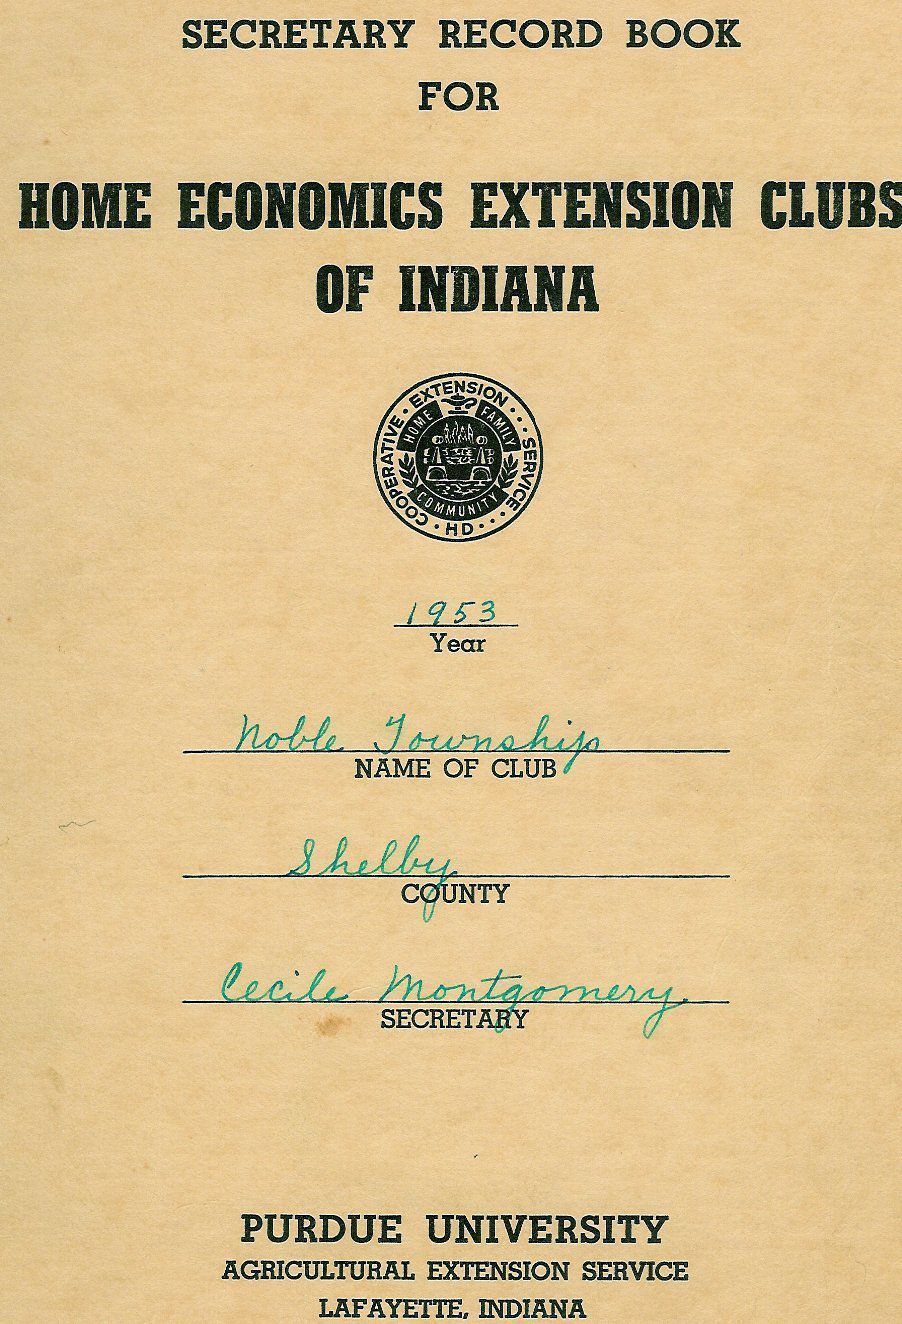 SECRETARY RECORD BOOK
FOR
HOME ECONOMICS EXTENSION CLUBS
OF INDIANA
COOPERATIVE · EXTENSION · · · SERVICE · · · HD ·
HOME FAMILY
COMMUNITY
1953
Year
Noble Township
NAME OF CLUB
Shelby
COUNTY
Cecile Montgomery
SECRETARY
PURDUE UNIVERSITY
AGRICULTURAL EXTENSION SERVICE
LAFAYETTE, INDIANA